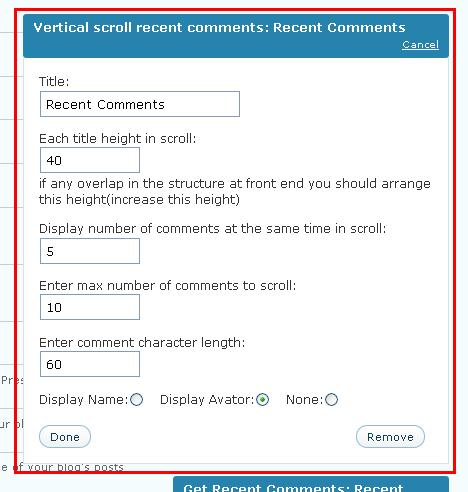 Vertical scroll recent comments: Recent Comments
Cancel
Title:
Recent Comments
Each title height in scroll:
40
if any overlap in the structure at front end you should arrange
this height(increase this height)
Display number of comments at the same time in scroll:
5
Enter max number of comments to scroll:
10
Enter comment character length:
60
Display Name: Display Avator: None:
Pres
ur bl
Done Remove
e of your blog's posts
Get Recent Comments: Recent